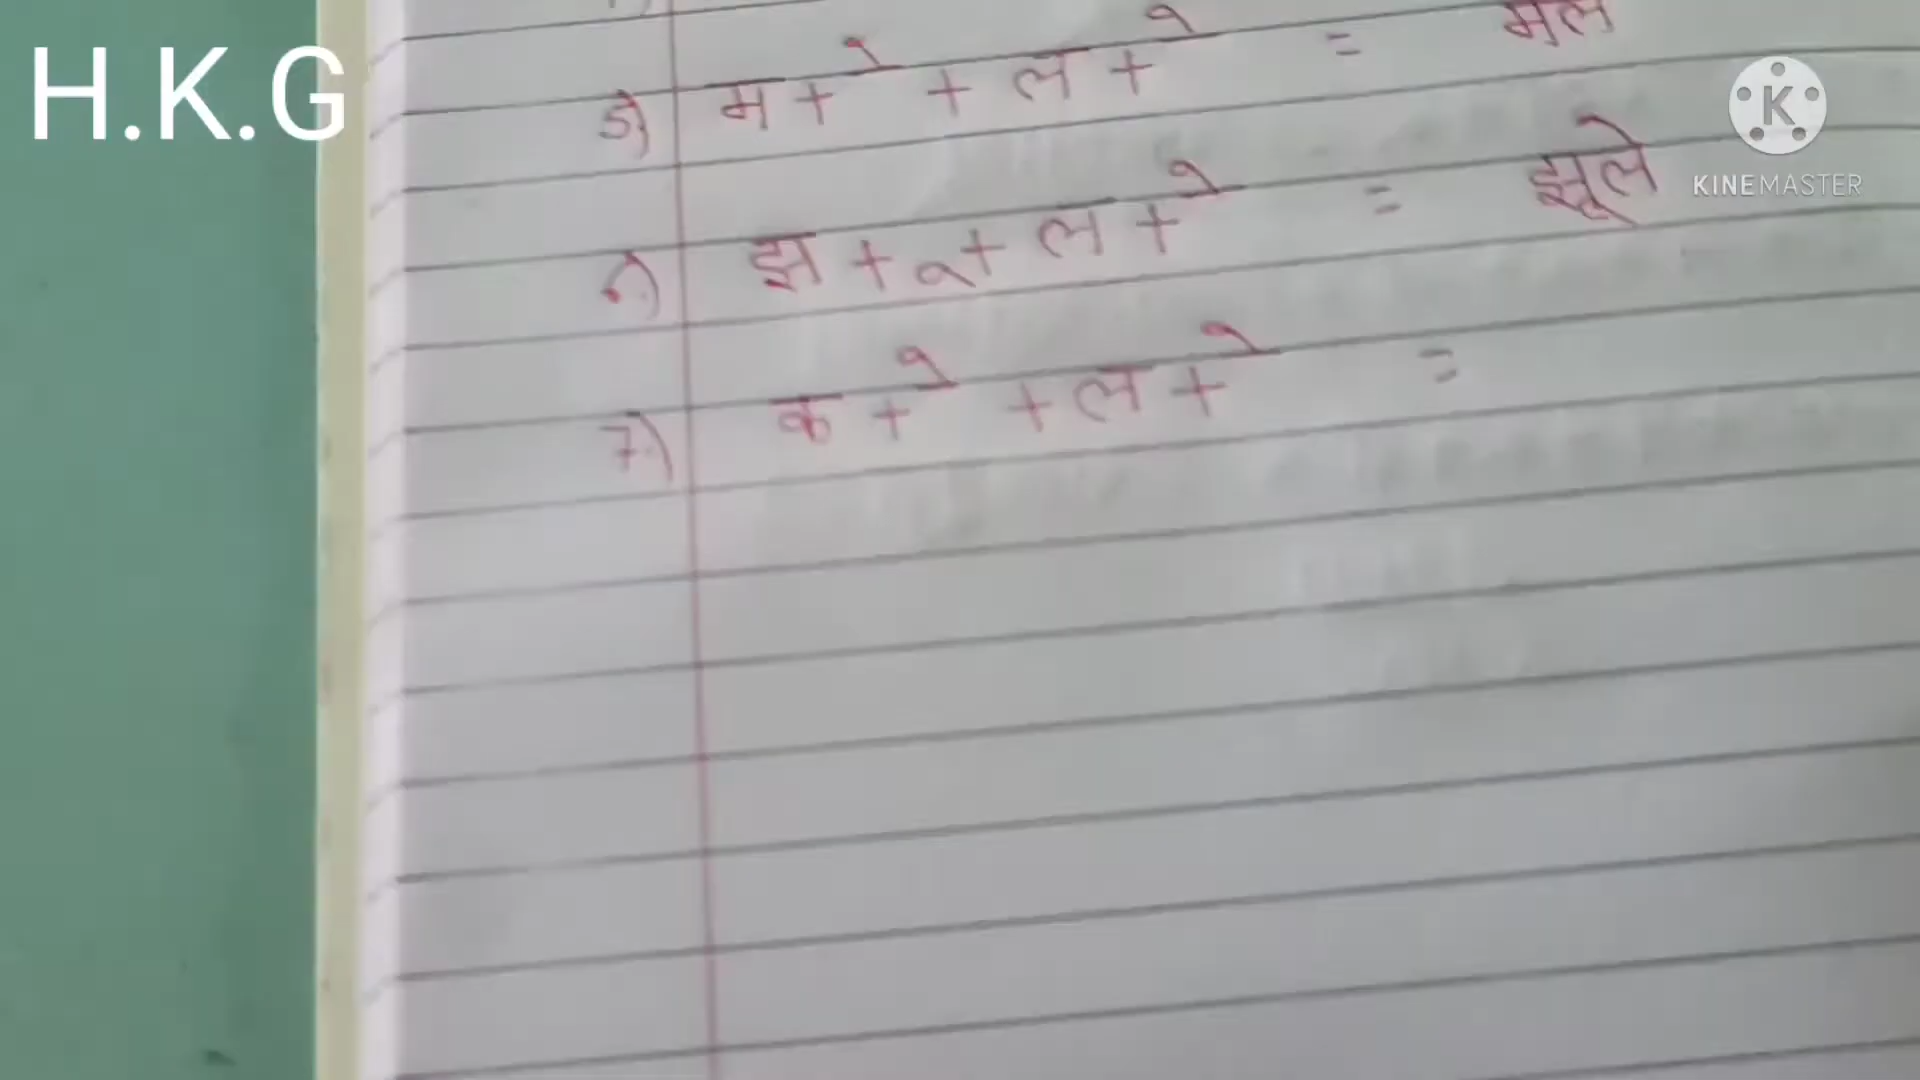 H.K.G
KINEMASTER
5) म + े + ल + े = मेले
6) झ + ू + ल + े = झूले
7) क + े + ल + े =